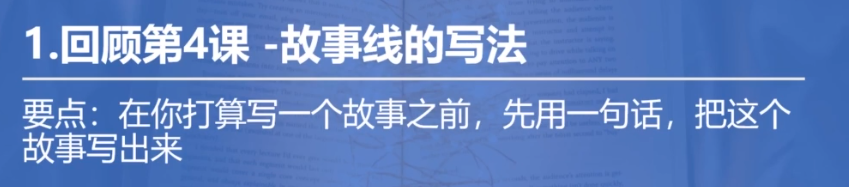 1.回顾第4课 -故事线的写法
要点：在你打算写一个故事之前，先用一句话，把这个
故事写出来